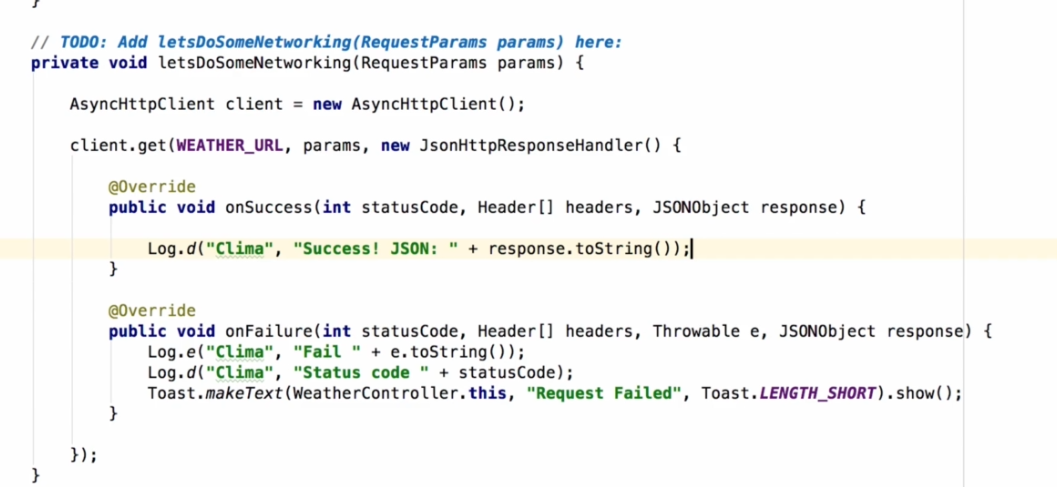 }
// TODO: Add letsDoSomeNetworking(RequestParams params) here:
private void letsDoSomeNetworking(RequestParams params) {
AsyncHttpClient client = new AsyncHttpClient();
client.get(WEATHER_URL, params, new JsonHttpResponseHandler() {
@Override
public void onSuccess(int statusCode, Header[] headers, JSONObject response) {
Log.d("Clima", "Success! JSON: " + response.toString());
}
@Override
public void onFailure(int statusCode, Header[] headers, Throwable e, JSONObject response) {
Log.e("Clima", "Fail " + e.toString());
Log.d("Clima", "Status code " + statusCode);
Toast.makeText(WeatherController.this, "Request Failed", Toast.LENGTH_SHORT).show();
}
});
}